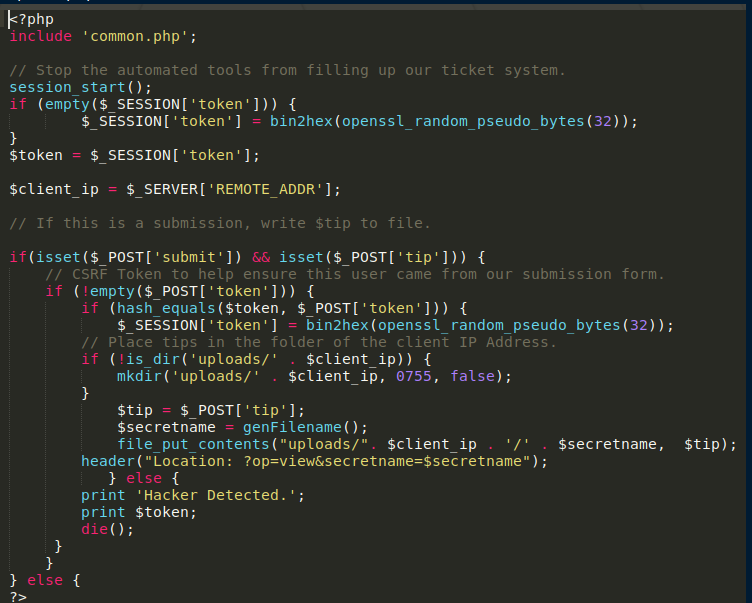 <?php
include 'common.php';

// Stop the automated tools from filling up our ticket system.
session_start();
if (empty($_SESSION['token'])) {
        $_SESSION['token'] = bin2hex(openssl_random_pseudo_bytes(32));
}
$token = $_SESSION['token'];

$client_ip = $_SERVER['REMOTE_ADDR'];

// If this is a submission, write $tip to file.

if(isset($_POST['submit']) && isset($_POST['tip'])) {
    // CSRF Token to help ensure this user came from our submission form.
    if (!empty($_POST['token'])) {
        if (hash_equals($token, $_POST['token'])) {
            $_SESSION['token'] = bin2hex(openssl_random_pseudo_bytes(32));
        // Place tips in the folder of the client IP Address.
        if (!is_dir('uploads/' . $client_ip)) {
            mkdir('uploads/' . $client_ip, 0755, false);
        }
            $tip = $_POST['tip'];
            $secretname = genFilename();
            file_put_contents("uploads/". $client_ip . '/' . $secretname,  $tip);
        header("Location: ?op=view&secretname=$secretname");
           } else {
        print 'Hacker Detected.';
        print $token;
        die();
     }
    }
} else {
?>